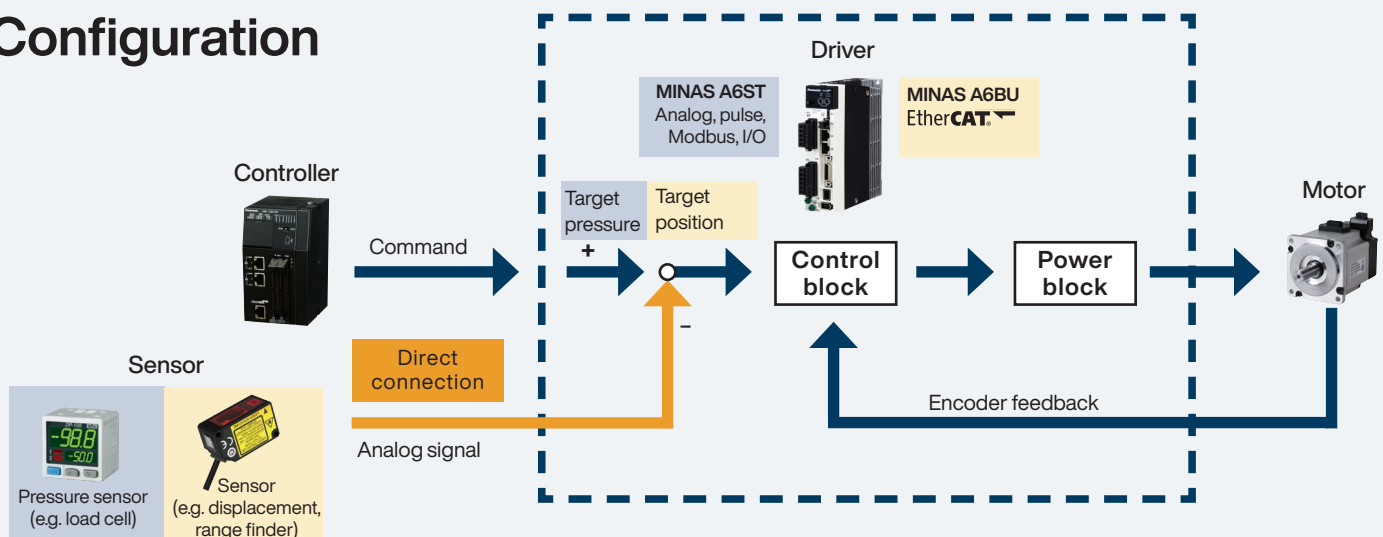 Configuration
Driver
MINAS A6ST
Analog, pulse,
Modbus, I/O
MINAS A6BU
EtherCAT®
Controller
Command
Target
pressure
Target
position
+
−
Control
block
Power
block
Motor
Sensor
Direct
connection
Analog signal
Encoder feedback
-98.8
-50.0
Pressure sensor
(e.g. load cell)
Sensor
(e.g. displacement,
range finder)